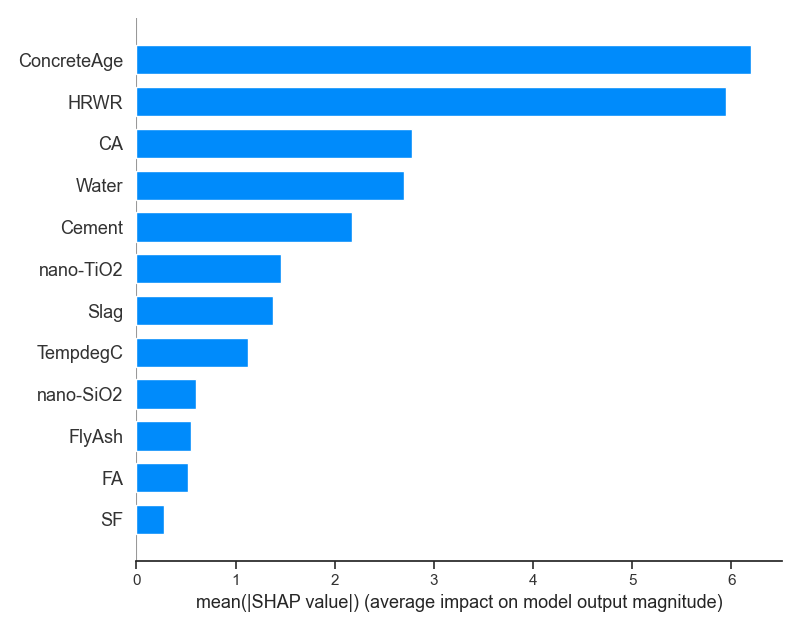 ConcreteAge
HRWR
CA
Water
Cement
nano-TiO2
Slag
TempdegC
nano-SiO2
FlyAsh
FA
SF
0 1 2 3 4 5 6
mean(|SHAP value|) (average impact on model output magnitude)